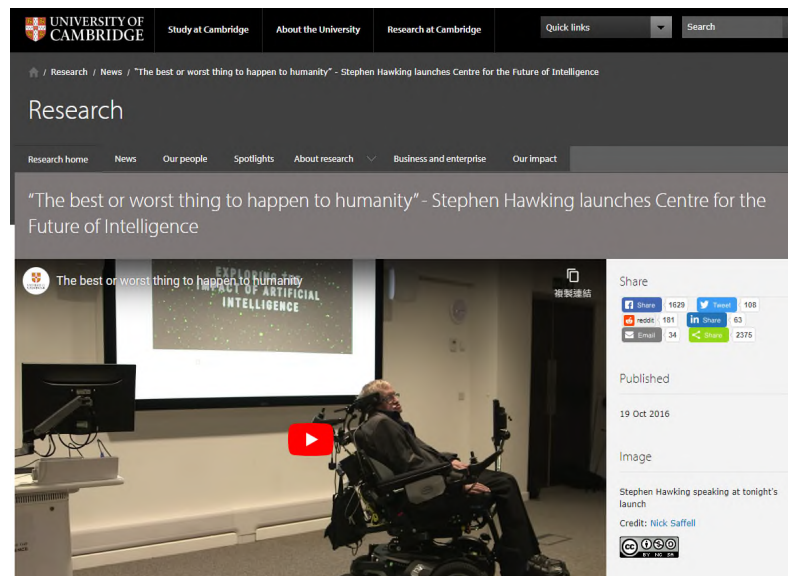 UNIVERSITY OF
CAMBRIDGE
Study at Cambridge
About the University
Research at Cambridge
Quick links
Search
/ Research / News / "The best or worst thing to happen to humanity" - Stephen Hawking launches Centre for the Future of Intelligence
Research
Research home
News
Our people
Spotlights
About research
Business and enterprise
Our impact
"The best or worst thing to happen to humanity" - Stephen Hawking launches Centre for the
Future of Intelligence
The best or worst thing to happen to humanity
複製連結
EXPLORING THE
IMPACT OF ARTIFICIAL
INTELLIGENCE
Share
Share 1629 Tweet 108
reddit 181 in Share 63
Email 34 Share 2375
Published
19 Oct 2016
Image
Stephen Hawking speaking at tonight's
launch
Credit: Nick Saffell
cc BY NC SA